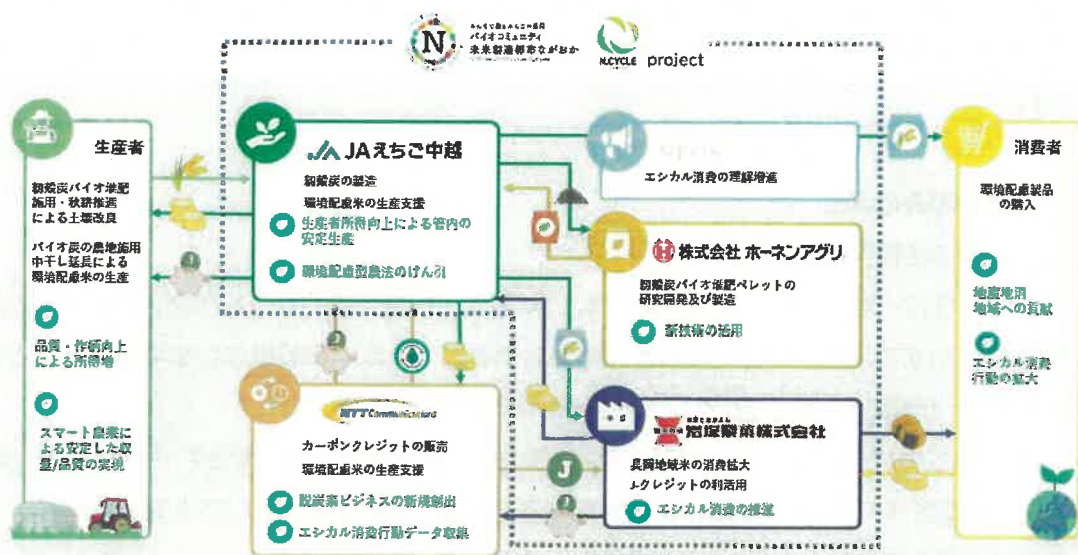 バイオコミュニティ
未来創造都市ながおか
N
N.CYCLE project
生産者
籾殻炭バイオ堆肥
施用・秋耕推進
による土壌改良
バイオ炭の農地施用
中干し延長による
環境配慮米の生産
品質・作柄向上
による所得増
スマート農業に
よる安定した収
量/品質の実現
JAえちご中越
籾殻炭の製造
環境配慮米の生産支援
生産者所得向上による管内の
安定生産
環境配慮型農法のけん引
エシカル消費の理解増進
株式会社 ホーネンアグリ
籾殻炭バイオ堆肥ペレットの
研究開発及び製造
新技術の活用
NTT Communications
カーボンクレジットの販売
環境配慮米の生産支援
脱炭素ビジネスの新規創出
エシカル消費行動データ収集
J
岩塚製菓株式会社
長岡地域米の消費拡大
J-クレジットの利活用
エシカル消費の推進
消費者
環境配慮製品
の購入
地産地消
地域への貢献
エシカル消費
行動の拡大